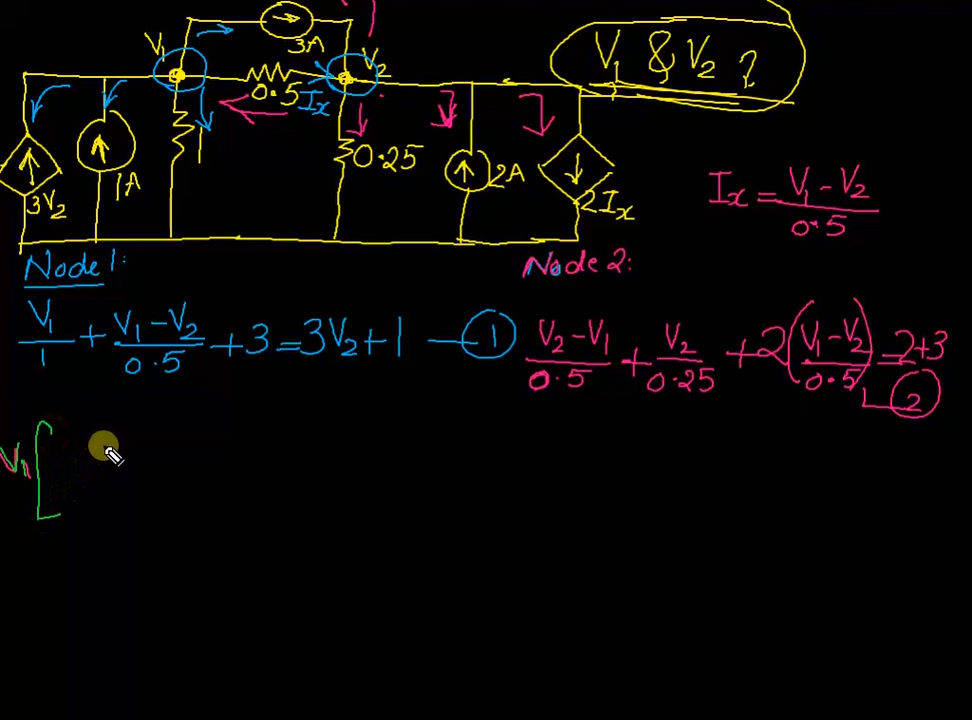 3A
V₁ V₂
V₁ & V₂ ?
0.5 Iₓ
1 0.25
1A 2A
3V₂ 2Iₓ
Iₓ = (V₁ - V₂)/0.5
Node 1:
V₁/1 + (V₁ - V₂)/0.5 + 3 = 3V₂ + 1 — ①
Node 2:
(V₂ - V₁)/0.5 + V₂/0.25 + 2((V₁ - V₂)/0.5) = 2+3
②
V₁ [